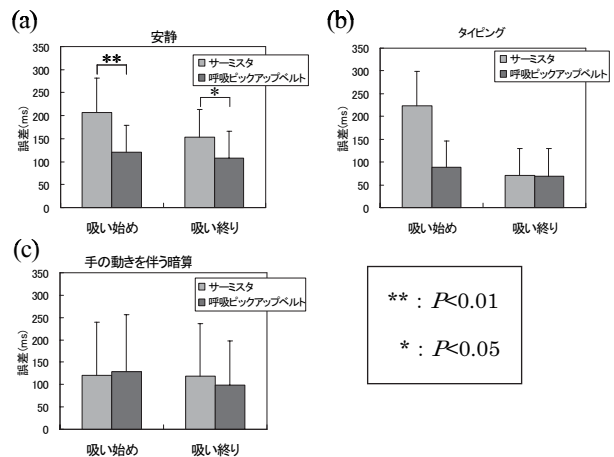 (a)
安静
350
300
250
200
150
100
50
0
誤差(ms)
サーミスタ
呼吸ピックアップベルト
**
*
吸い始め 吸い終り
(b)
タイピング
350
300
250
200
150
100
50
0
誤差(ms)
サーミスタ
呼吸ピックアップベルト
吸い始め 吸い終り
(c)
手の動きを伴う暗算
350
300
250
200
150
100
50
0
誤差(ms)
サーミスタ
呼吸ピックアップベルト
吸い始め 吸い終り
** : P<0.01
* : P<0.05